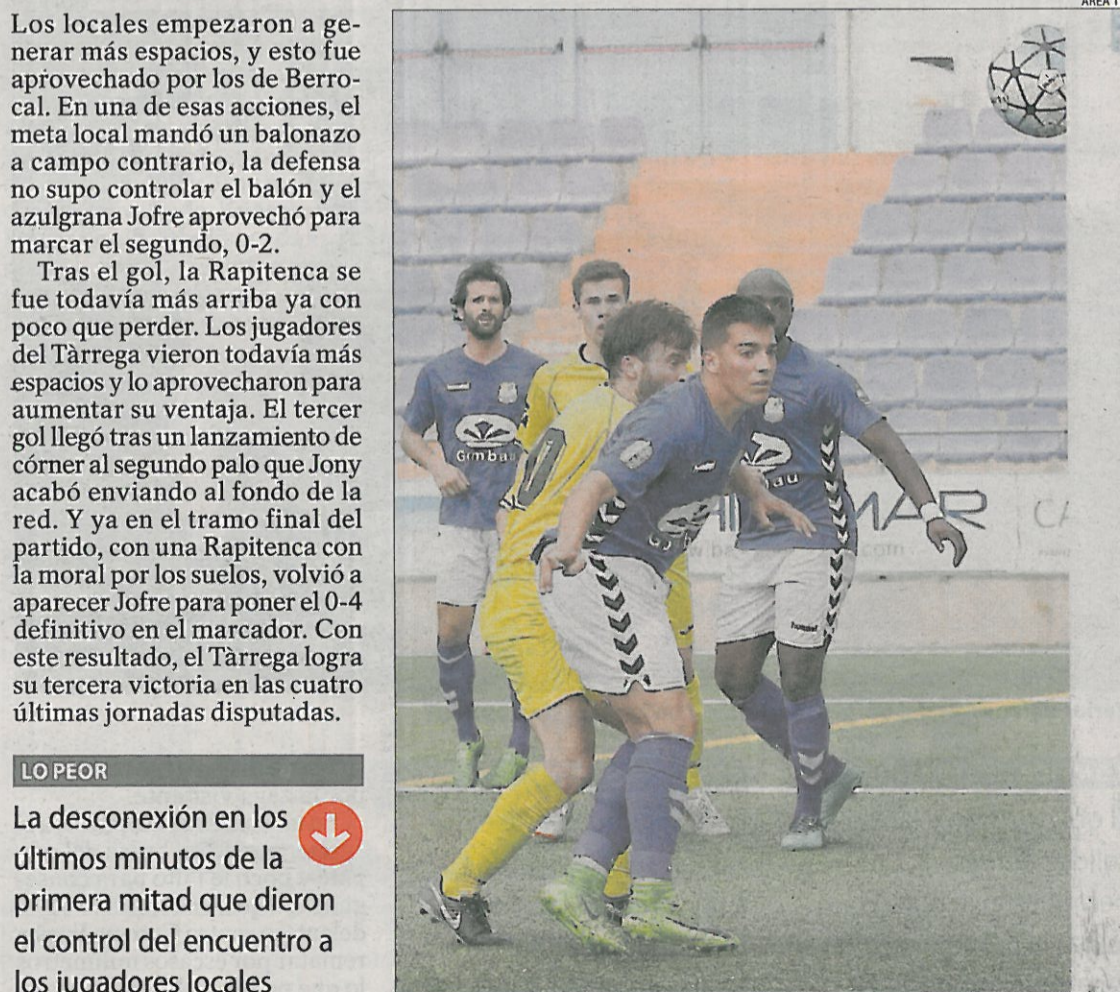 Los locales empezaron a ge-
nerar más espacios, y esto fue
aprovechado por los de Berro-
cal. En una de esas acciones, el
meta local mandó un balonazo
a campo contrario, la defensa
no supo controlar el balón y el
azulgrana Jofre aprovechó para
marcar el segundo, 0-2.
Tras el gol, la Rapitenca se
fue todavía más arriba ya con
poco que perder. Los jugadores
del Tàrrega vieron todavía más
espacios y lo aprovecharon para
aumentar su ventaja. El tercer
gol llegó tras un lanzamiento de
córner al segundo palo que Jony
acabó enviando al fondo de la
red. Y ya en el tramo final del
partido, con una Rapitenca con
la moral por los suelos, volvió a
aparecer Jofre para poner el 0-4
definitivo en el marcador. Con
este resultado, el Tàrrega logra
su tercera victoria en las cuatro
últimas jornadas disputadas.
LO PEOR
La desconexión en los
últimos minutos de la
primera mitad que dieron
el control del encuentro a
los jugadores locales
ÀREA 1
Gimbau
hummel